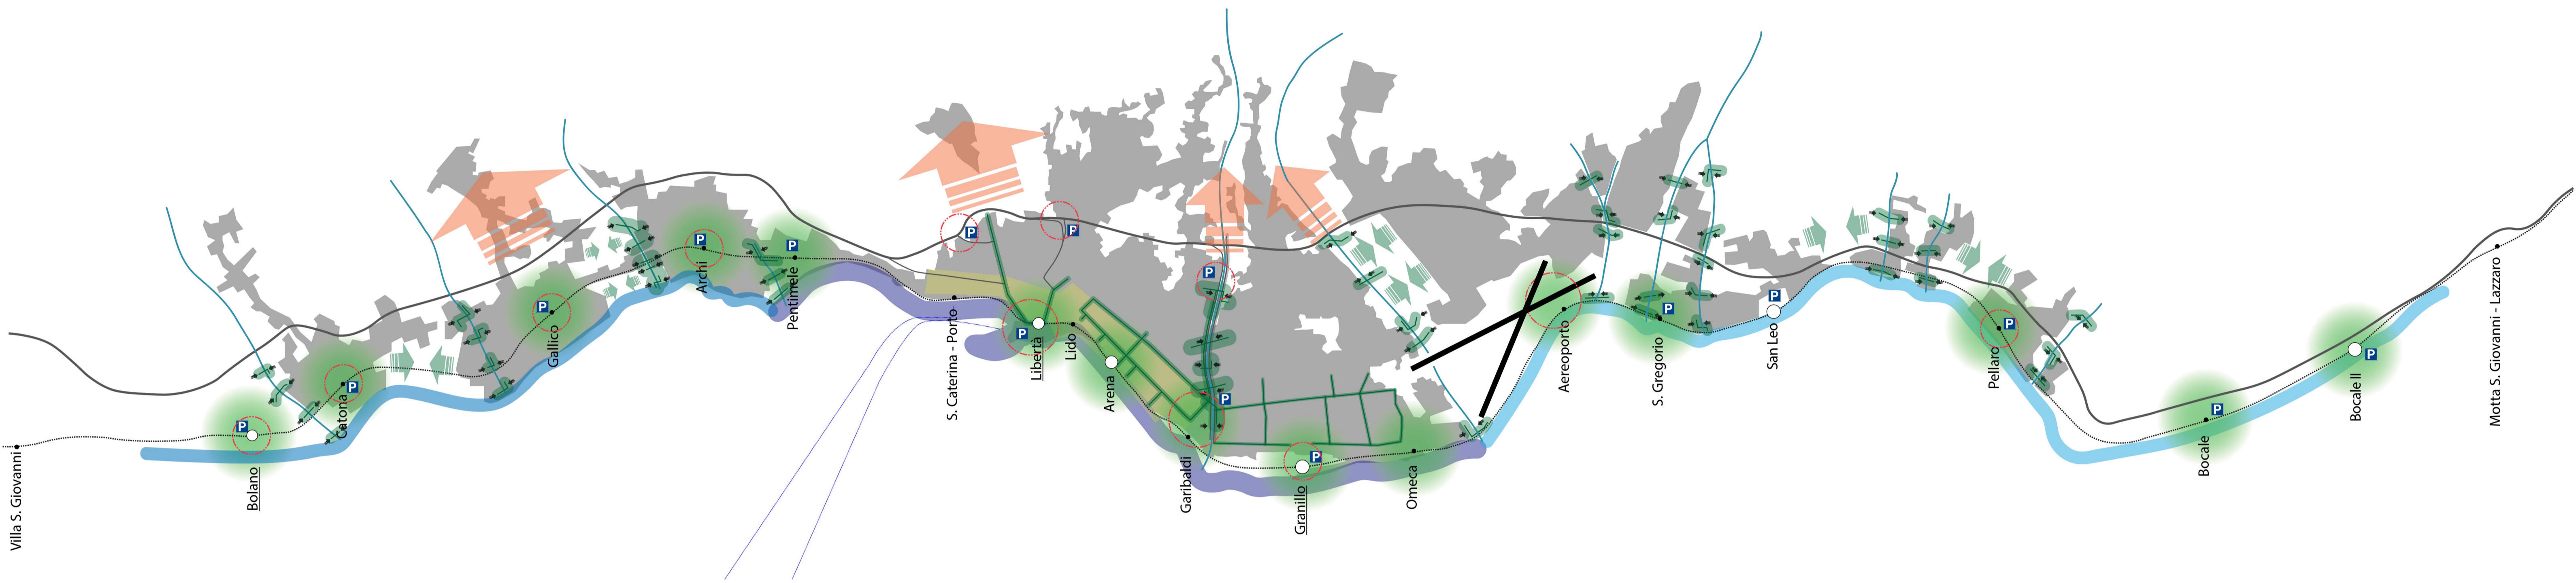 Villa S. Giovanni
Bolano
P
Catona
P
Gallico
P
Archi
P
Pentimele
P
S. Caterina - Porto
P
Libertà
P
Lido
P
Arena
Garibaldi
P
P
Granillo
P
Omeca
Aereoporto
S. Gregorio
P
San Leo
P
Pellaro
P
Bocale
P
Bocale II
P
Motta S. Giovanni - Lazzaro